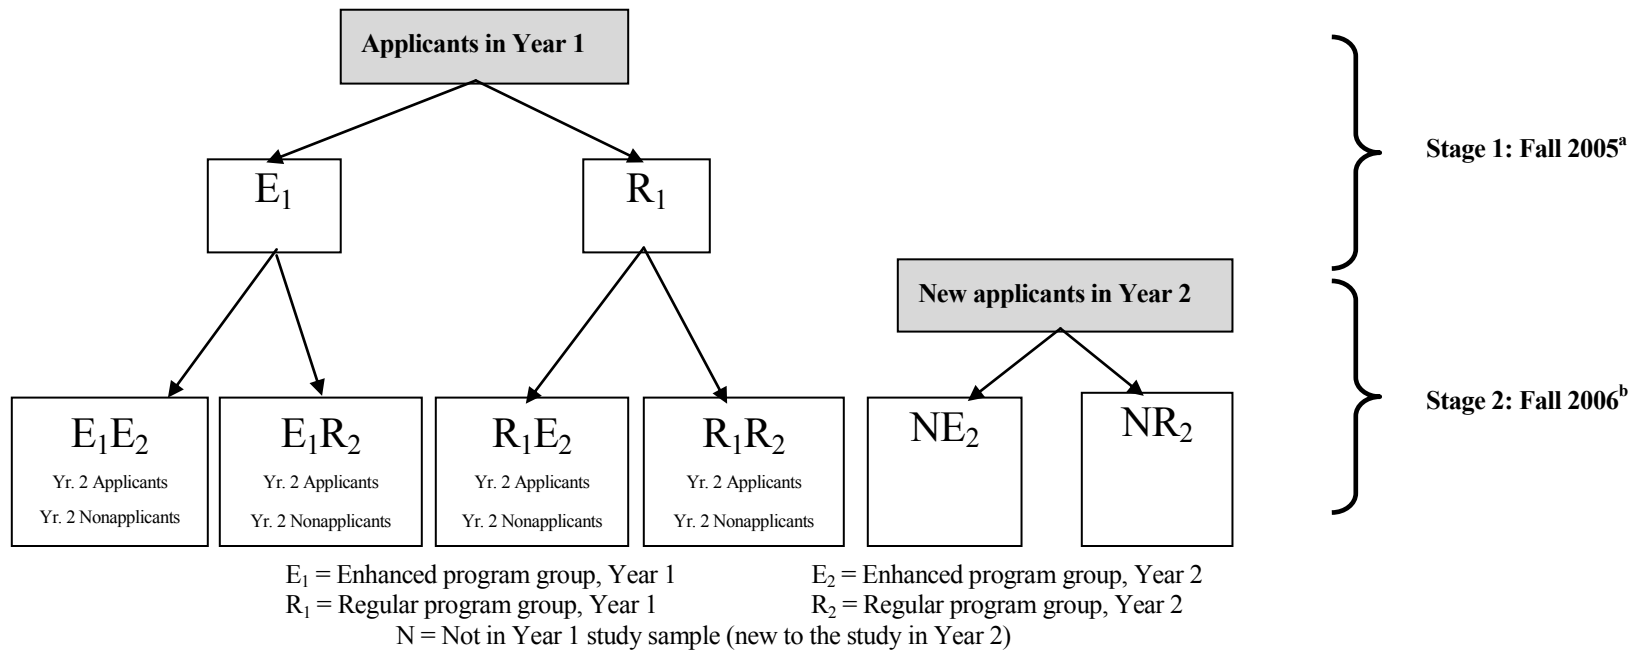 Applicants in Year 1
Stage 1: Fall 2005a
E1
R1
New applicants in Year 2
Stage 2: Fall 2006b
E1E2
Yr. 2 Applicants
Yr. 2 Nonapplicants
E1R2
Yr. 2 Applicants
Yr. 2 Nonapplicants
R1E2
Yr. 2 Applicants
Yr. 2 Nonapplicants
R1R2
Yr. 2 Applicants
Yr. 2 Nonapplicants
NE2
NR2
E1 = Enhanced program group, Year 1
E2 = Enhanced program group, Year 2
R1 = Regular program group, Year 1
R2 = Regular program group, Year 2
N = Not in Year 1 study sample (new to the study in Year 2)